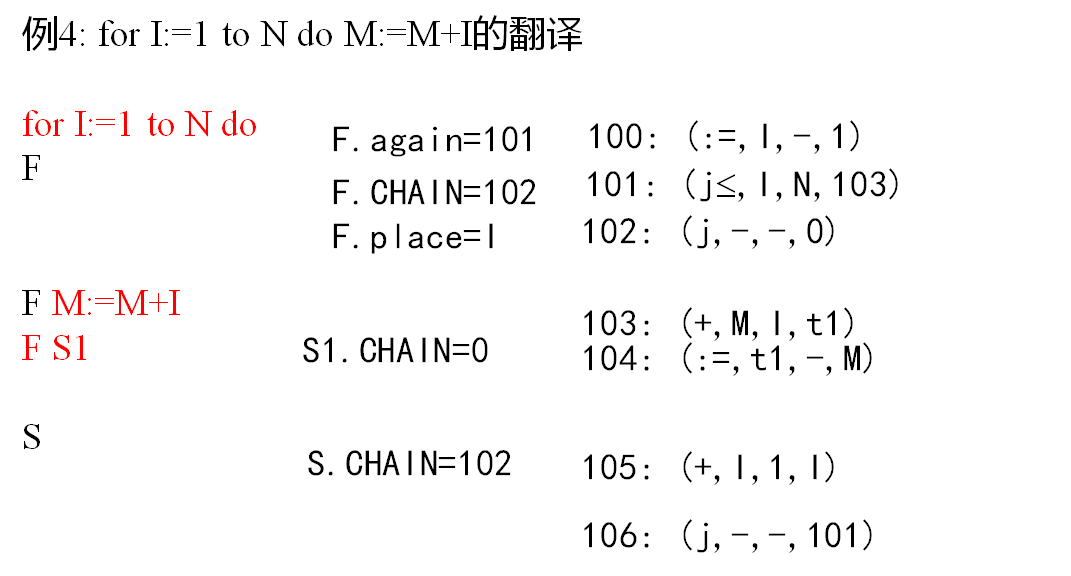 例4: for I:=1 to N do M:=M+I的翻译
for I:=1 to N do
F
F.again=101
F.CHAIN=102
F.place=I
100: (:=,I,-,1)
101: (j≤,I,N,103)
102: (j,-,-,0)
F M:=M+I
F S1
S1.CHAIN=0
103: (+,M,I,t1)
104: (:=,t1,-,M)
S
S.CHAIN=102
105: (+,I,1,I)
106: (j,-,-,101)